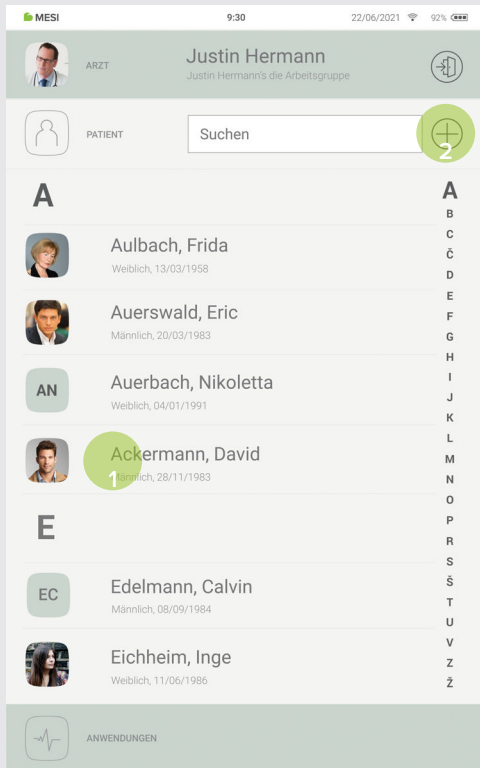 MESI 9:30 22/06/2021 92%
ARZT
Justin Hermann
Justin Hermann's die Arbeitsgruppe
PATIENT
Suchen
2
A
Aulbach, Frida
Weiblich, 13/03/1958
Auerswald, Eric
Männlich, 20/03/1983
AN
Auerbach, Nikoletta
Weiblich, 04/01/1991
Ackermann, David
Männlich, 28/11/1983
1
E
EC
Edelmann, Calvin
Männlich, 08/09/1984
Eichheim, Inge
Weiblich, 11/06/1986
A
B
C
Č
D
E
F
G
H
I
J
K
L
M
N
O
P
R
S
Š
T
U
V
Z
Ž
ANWENDUNGEN